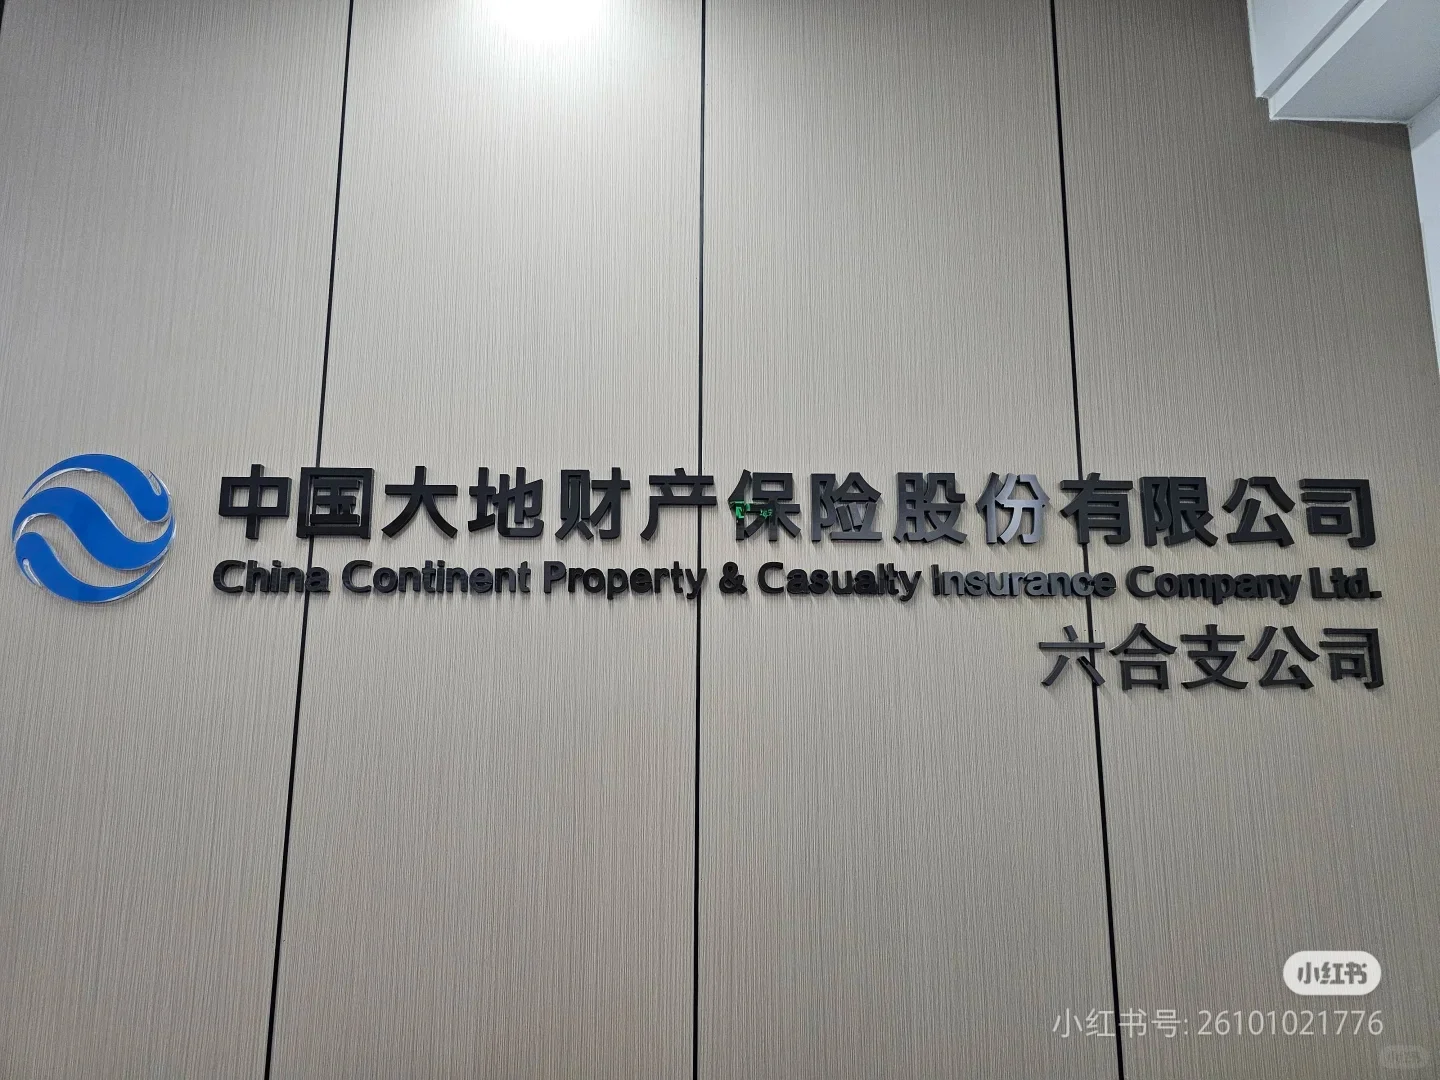 中国大地财产保险股份有限公司
China Continent Property & Casualty Insurance Company Ltd.
六合支公司
小红书
小红书号: 26101021776